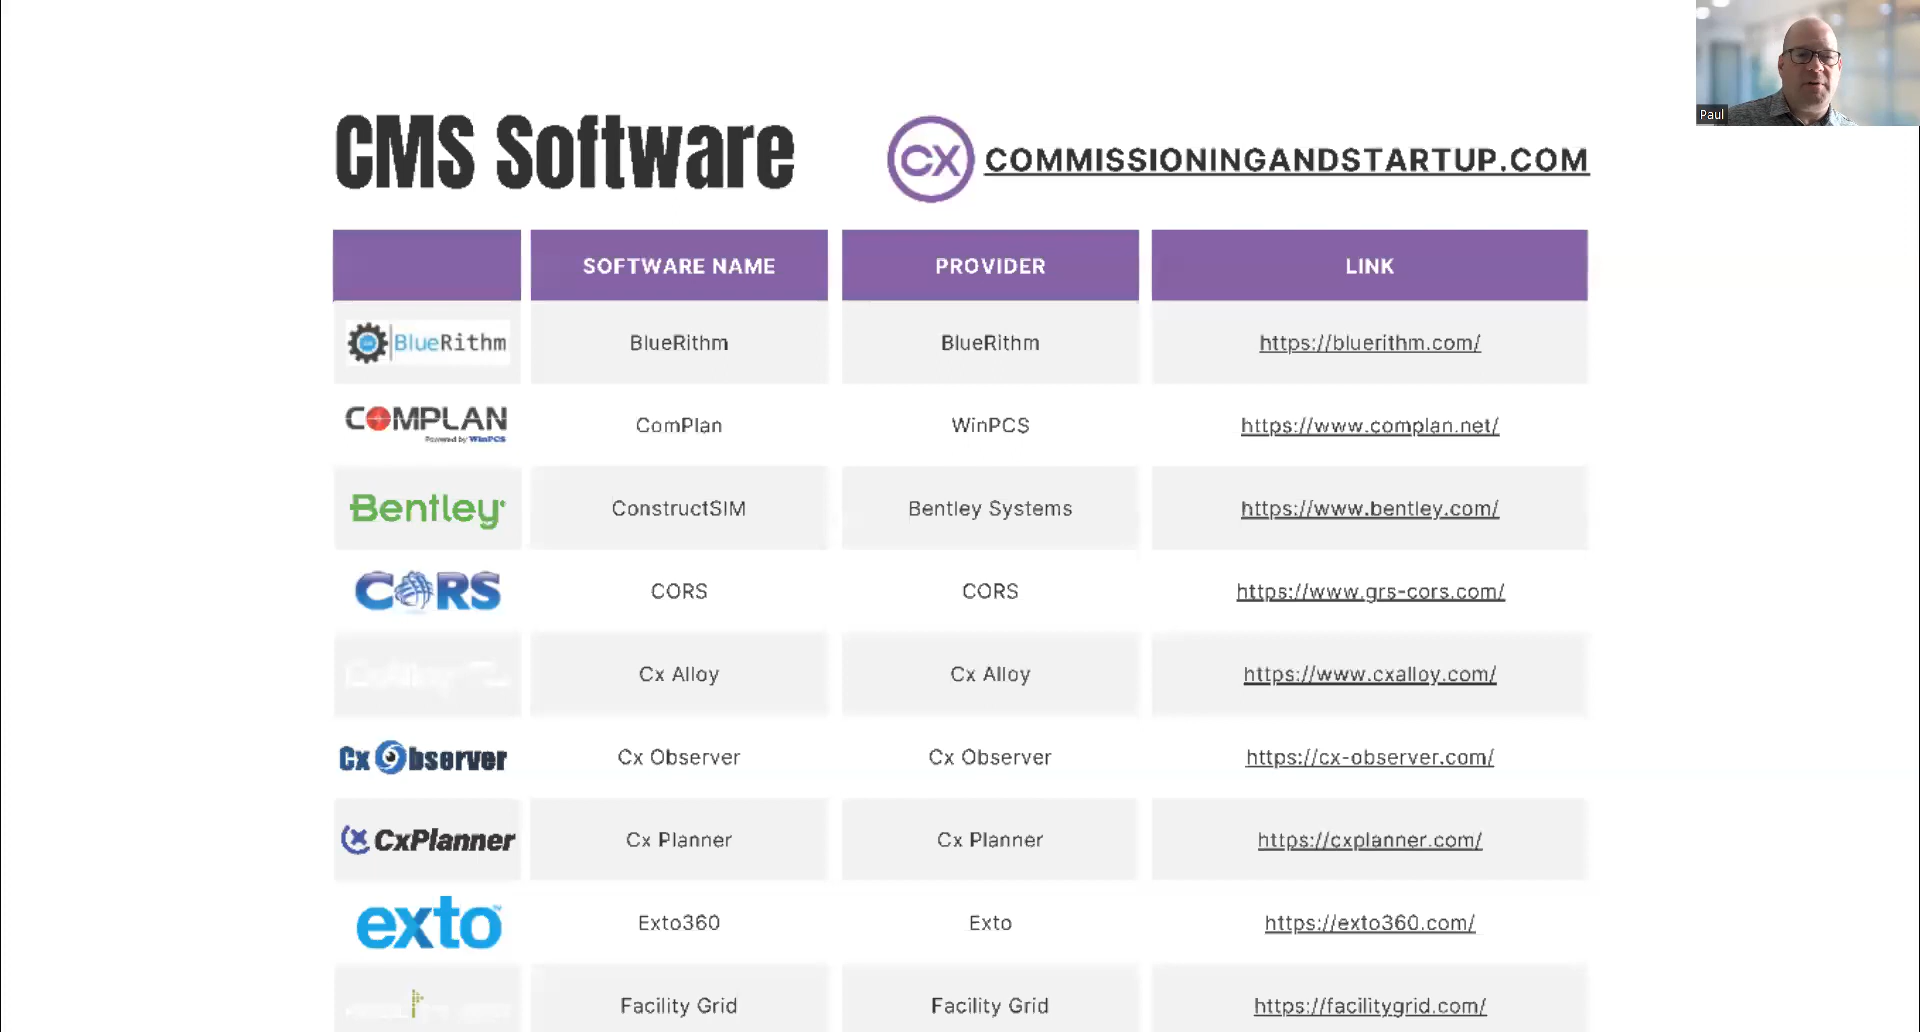 Paul
CMS Software
CX COMMISSIONINGANDSTARTUP.COM
SOFTWARE NAME PROVIDER LINK
BlueRithm BlueRithm BlueRithm https://bluerithm.com/
COMPLAN
Powered by WinPCS
ComPlan WinPCS https://www.complan.net/
Bentley ConstructSIM Bentley Systems https://www.bentley.com/
CORS CORS CORS https://www.grs-cors.com/
CxAlloy Cx Alloy Cx Alloy https://www.cxalloy.com/
Cx Observer Cx Observer Cx Observer https://cx-observer.com/
CxPlanner Cx Planner Cx Planner https://cxplanner.com/
exto Exto360 Exto https://exto360.com/
Facility Grid Facility Grid https://facilitygrid.com/